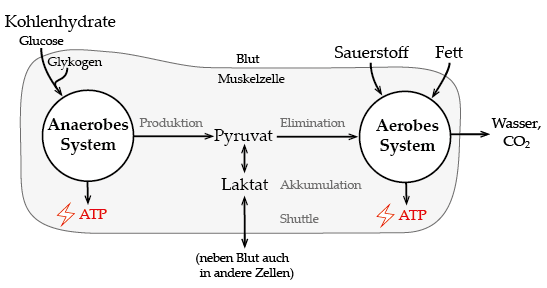 Kohlenhydrate
Glucose
Glykogen
Blut
Muskelzelle
Sauerstoff
Fett
Anaerobes
System
Produktion
Pyruvat
Elimination
Aerobes
System
Wasser,
CO₂
Laktat
Akkumulation
ATP
Shuttle
ATP
(neben Blut auch
in andere Zellen)